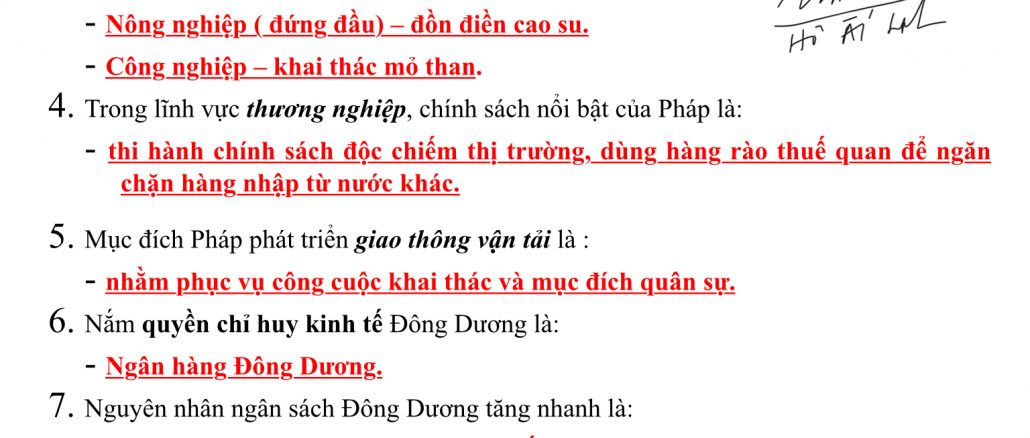 - Nông nghiệp ( đứng đầu) – đồn điền cao su.
Hồ Ái Lal
- Công nghiệp – khai thác mỏ than.
4. Trong lĩnh vực thương nghiệp, chính sách nổi bật của Pháp là:
- thi hành chính sách độc chiếm thị trường, dùng hàng rào thuế quan để ngăn
chặn hàng nhập từ nước khác.
5. Mục đích Pháp phát triển giao thông vận tải là :
- nhằm phục vụ công cuộc khai thác và mục đích quân sự.
6. Nắm quyền chỉ huy kinh tế Đông Dương là:
- Ngân hàng Đông Dương.
7. Nguyên nhân ngân sách Đông Dương tăng nhanh là: